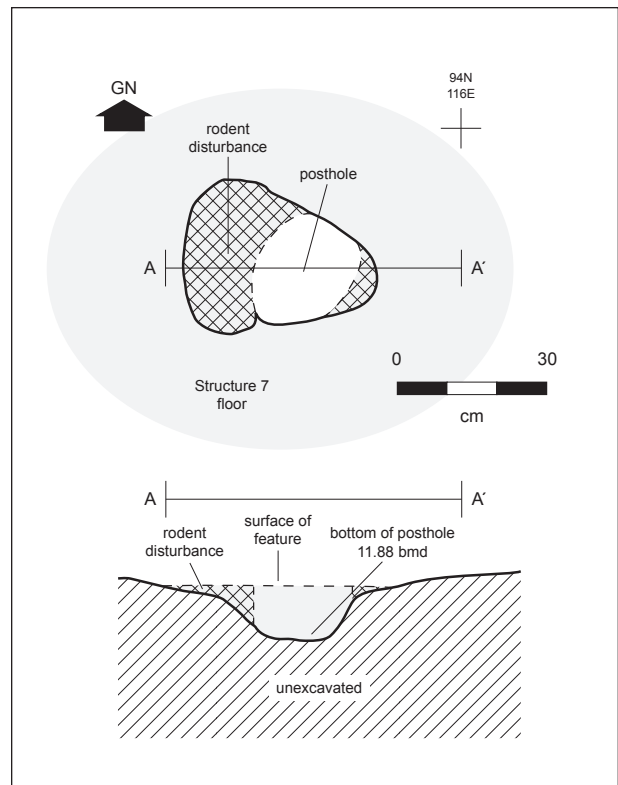 GN
94N
116E
rodent
disturbance
posthole
A
A´
0
30
Structure 7
floor
cm
A
A´
surface of
feature
rodent
disturbance
bottom of posthole
11.88 bmd
unexcavated